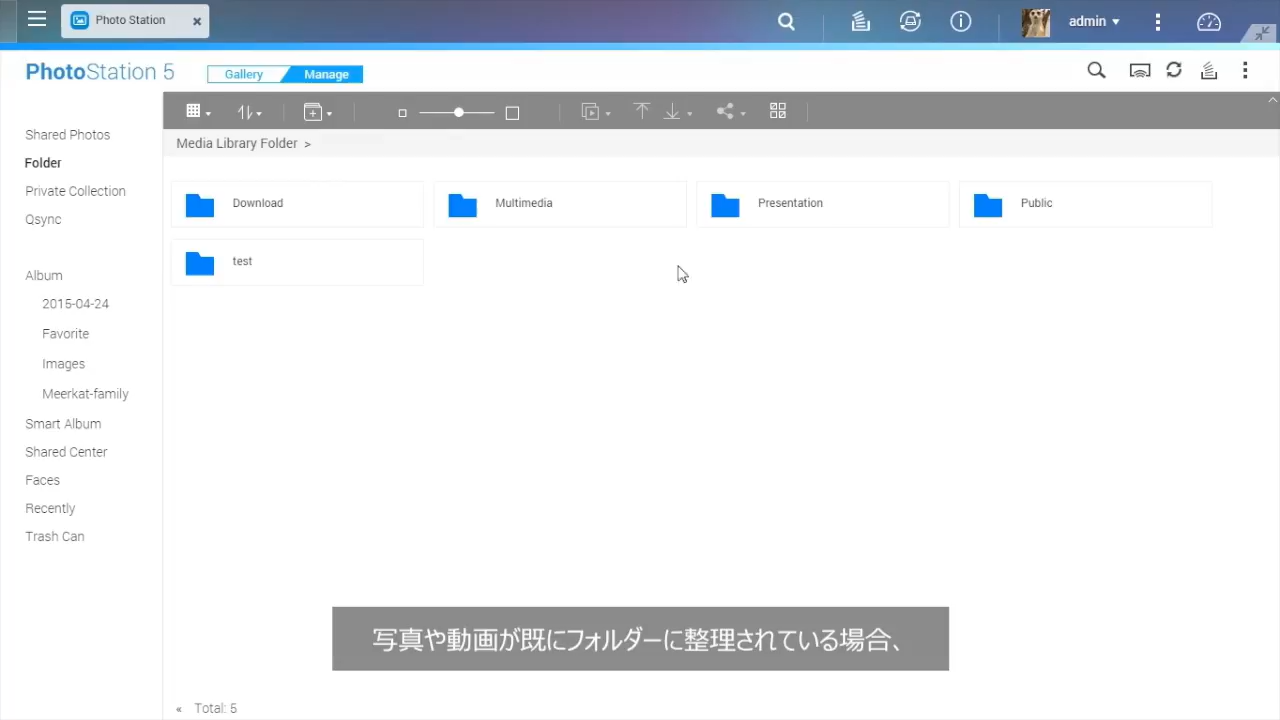 Photo Station
admin
PhotoStation 5
Gallery
Manage
Media Library Folder >
Shared Photos
Folder
Private Collection
Qsync
Album
2015-04-24
Favorite
Images
Meerkat-family
Smart Album
Shared Center
Faces
Recently
Trash Can
Download
Multimedia
Presentation
Public
test
写真や動画が既にフォルダーに整理されている場合、
« Total: 5